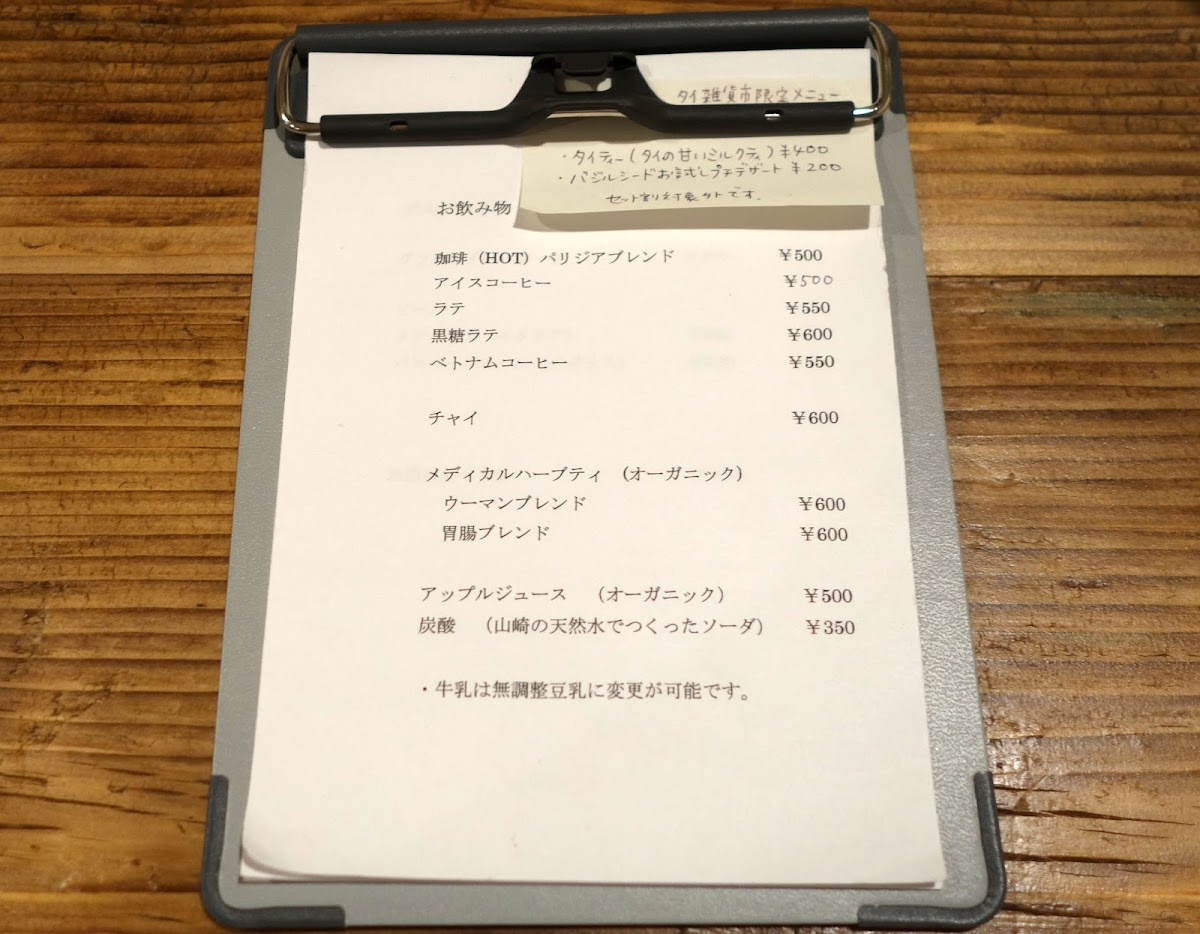 タイ雑貨市限定メニュー
・タイティー(タイの甘いミルクティ)¥400
・バジルシードお試しプチデザート ¥200
セット割対象外です。
お飲み物
珈琲(HOT)パリジアブレンド ¥500
アイスコーヒー ¥500
ラテ ¥550
黒糖ラテ ¥600
ベトナムコーヒー ¥550
チャイ ¥600
メディカルハーブティ (オーガニック)
ウーマンブレンド ¥600
胃腸ブレンド ¥600
アップルジュース (オーガニック) ¥500
炭酸 (山崎の天然水でつくったソーダ) ¥350
・牛乳は無調整豆乳に変更が可能です。